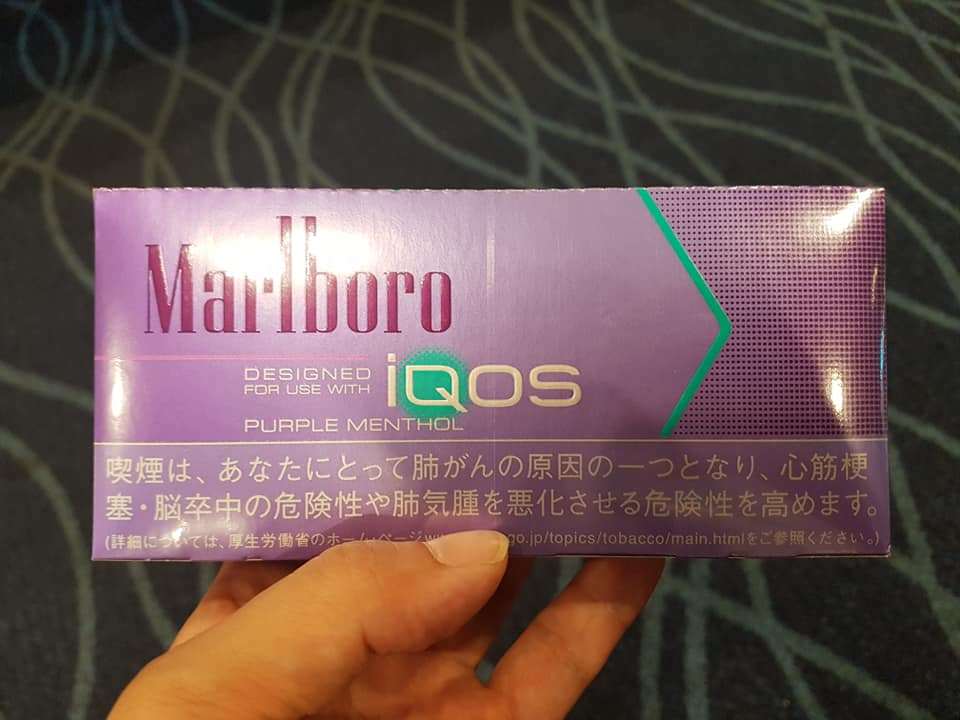 Marlboro
DESIGNED
FOR USE WITH
iQOS
PURPLE MENTHOL
喫煙は、あなたにとって肺がんの原因の一つとなり、心筋梗
塞・脳卒中の危険性や肺気腫を悪化させる危険性を高めます。
(詳細については、厚生労働省のホーム・ページ go.jp/topics/tobacco/main.htmlをご参照ください。)